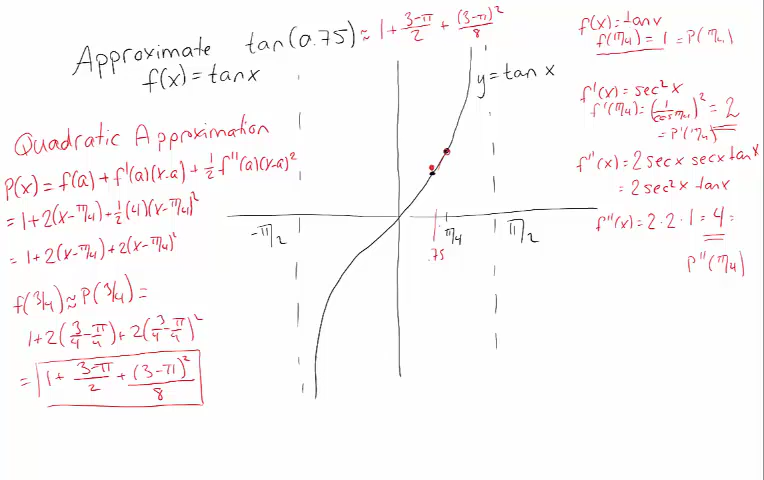 Approximate tan(0.75) ≈ 1 + (3-π)/2 + (3-π)²/8
f(x) = tan x
y = tan x
Quadratic Approximation
P(x) = f(a) + f'(a)(x-a) + 1/2 f''(a)(x-a)²
= 1 + 2(x-π/4) + 1/2 (4)(x-π/4)²
= 1 + 2(x-π/4) + 2(x-π/4)²
f(3/4) ≈ P(3/4) =
1 + 2(3/4 - π/4) + 2(3/4 - π/4)²
= 1 + (3-π)/2 + (3-π)²/8
-π/2
.75
π/4
π/2
f(x) = tan x
f(π/4) = 1 = P(π/4)
f'(x) = sec² x
f'(π/4) = (1/cos π/4)² = 2
= P'(π/4)
f''(x) = 2 sec x sec x tan x
= 2 sec² x tan x
f''(x) = 2·2·1 = 4 =
P''(π/4)